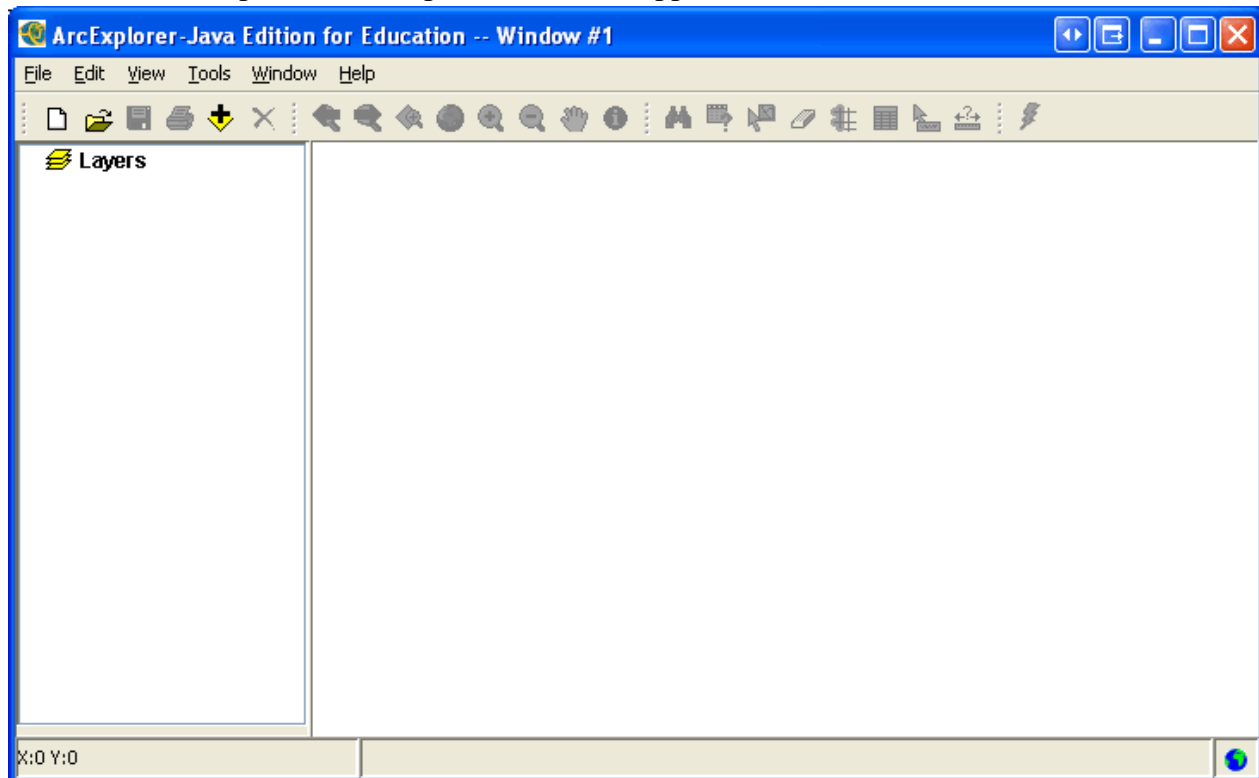 ArcExplorer-Java Edition for Education -- Window #1
File Edit View Tools Window Help
Layers
X:0 Y:0